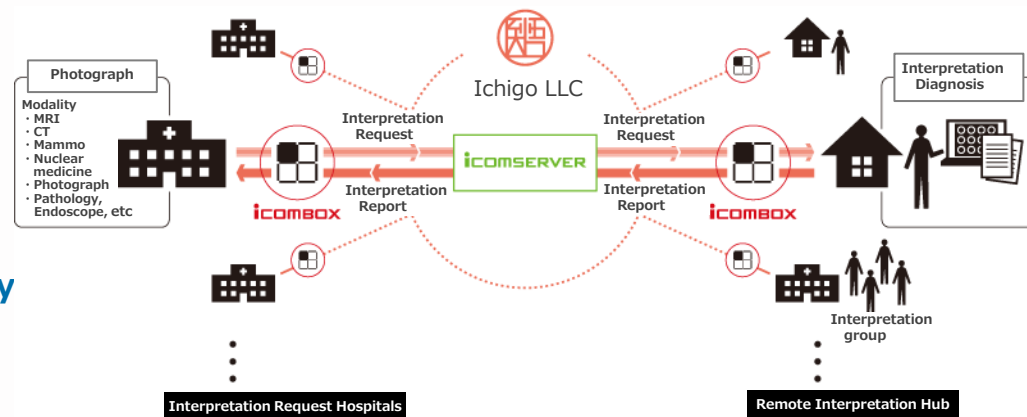 Photograph
Modality
・MRI
・CT
・Mammo
・Nuclear
medicine
・Photograph
・Pathology,
Endoscope, etc
y
icomBOX
Interpretation
Request
Interpretation
Report
Ichigo LLC
icomSERVER
Interpretation
Request
Interpretation
Report
icomBOX
Interpretation
Diagnosis
Interpretation
group
Interpretation Request Hospitals
Remote Interpretation Hub